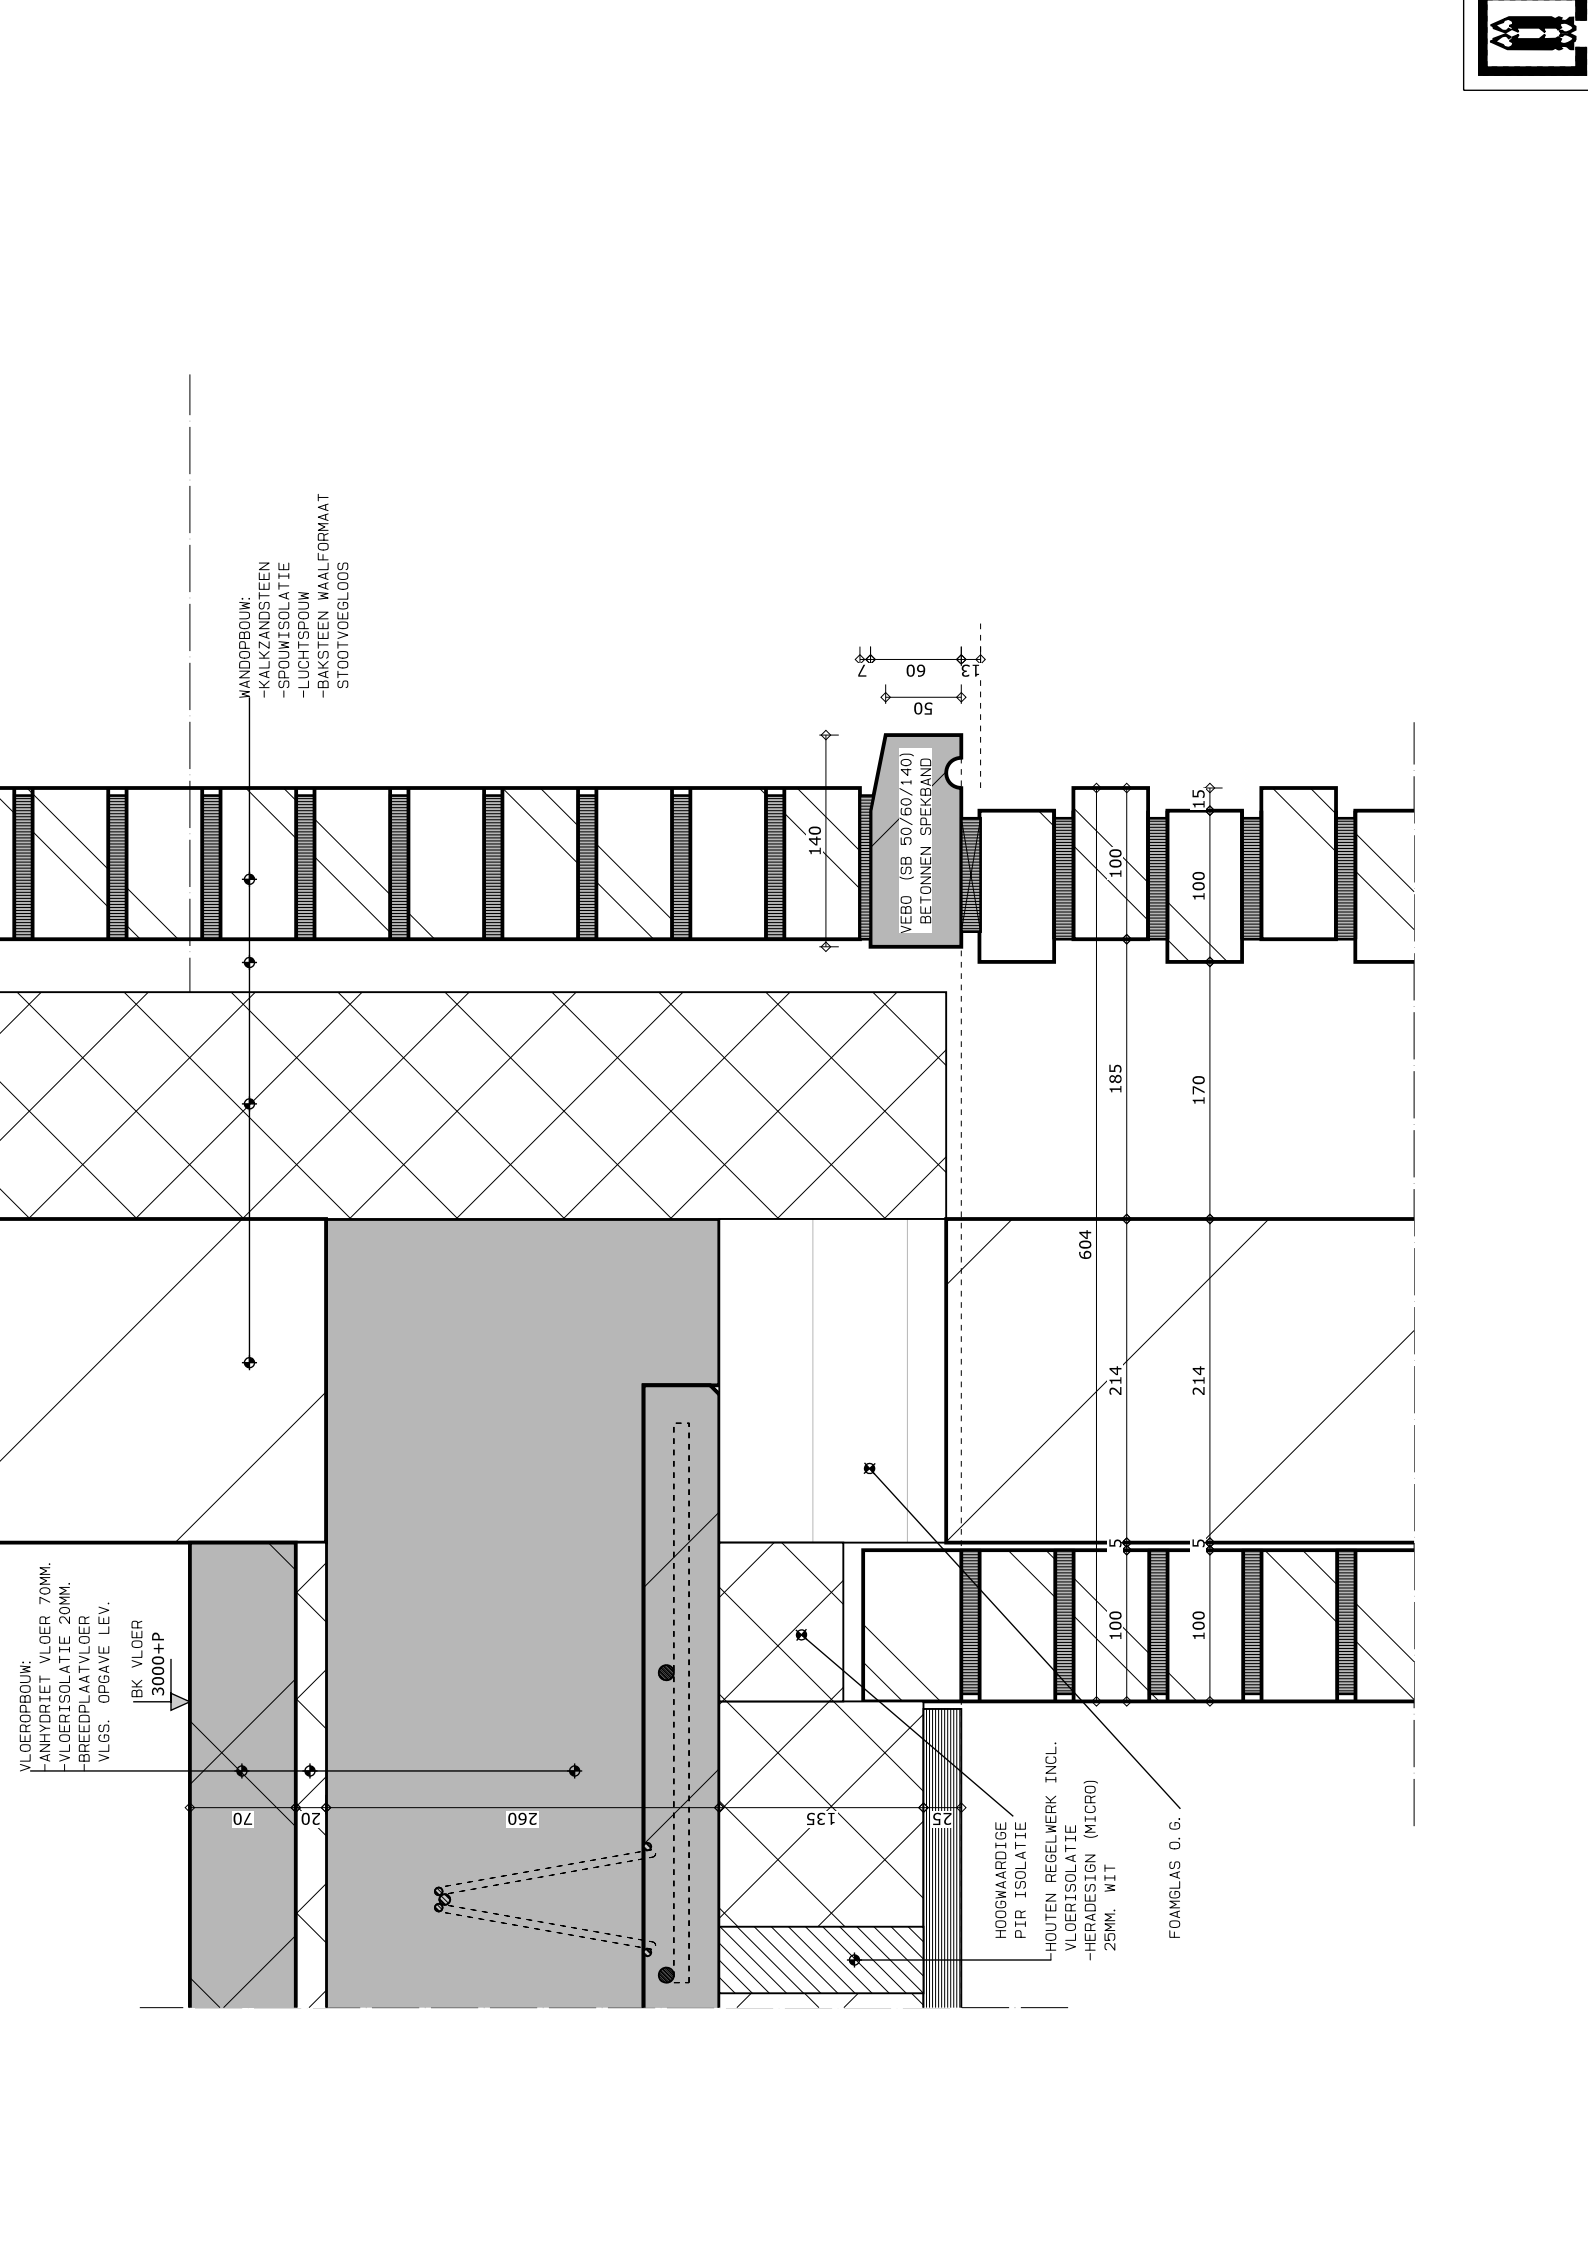 VLOEROPBOUW:
-ANHYDRIET VLOER 70MM.
-VLOERISOLATIE 20MM.
-BREEDPLAATVLOER
VLGS. OPGAVE LEV.
BK VLOER
3000+P
WANDOPBOUW:
-KALKZANDSTEEN
-SPOUWISOLATIE
-LUCHTSPOUW
-BAKSTEEN WAALFORMAAT
STOOTVOEGLOOS
70
20
260
135
25
140
VEBO (SB 50/60/140)
BETONNEN SPEKBAND
7
60
13
50
HOOGWAARDIGE
PIR ISOLATIE
-HOUTEN REGELWERK INCL.
VLOERISOLATIE
-HERADESIGN (MICRO)
25MM. WIT
FOAMGLAS O.G.
604
100
5
214
185
100
100
5
214
170
100
15